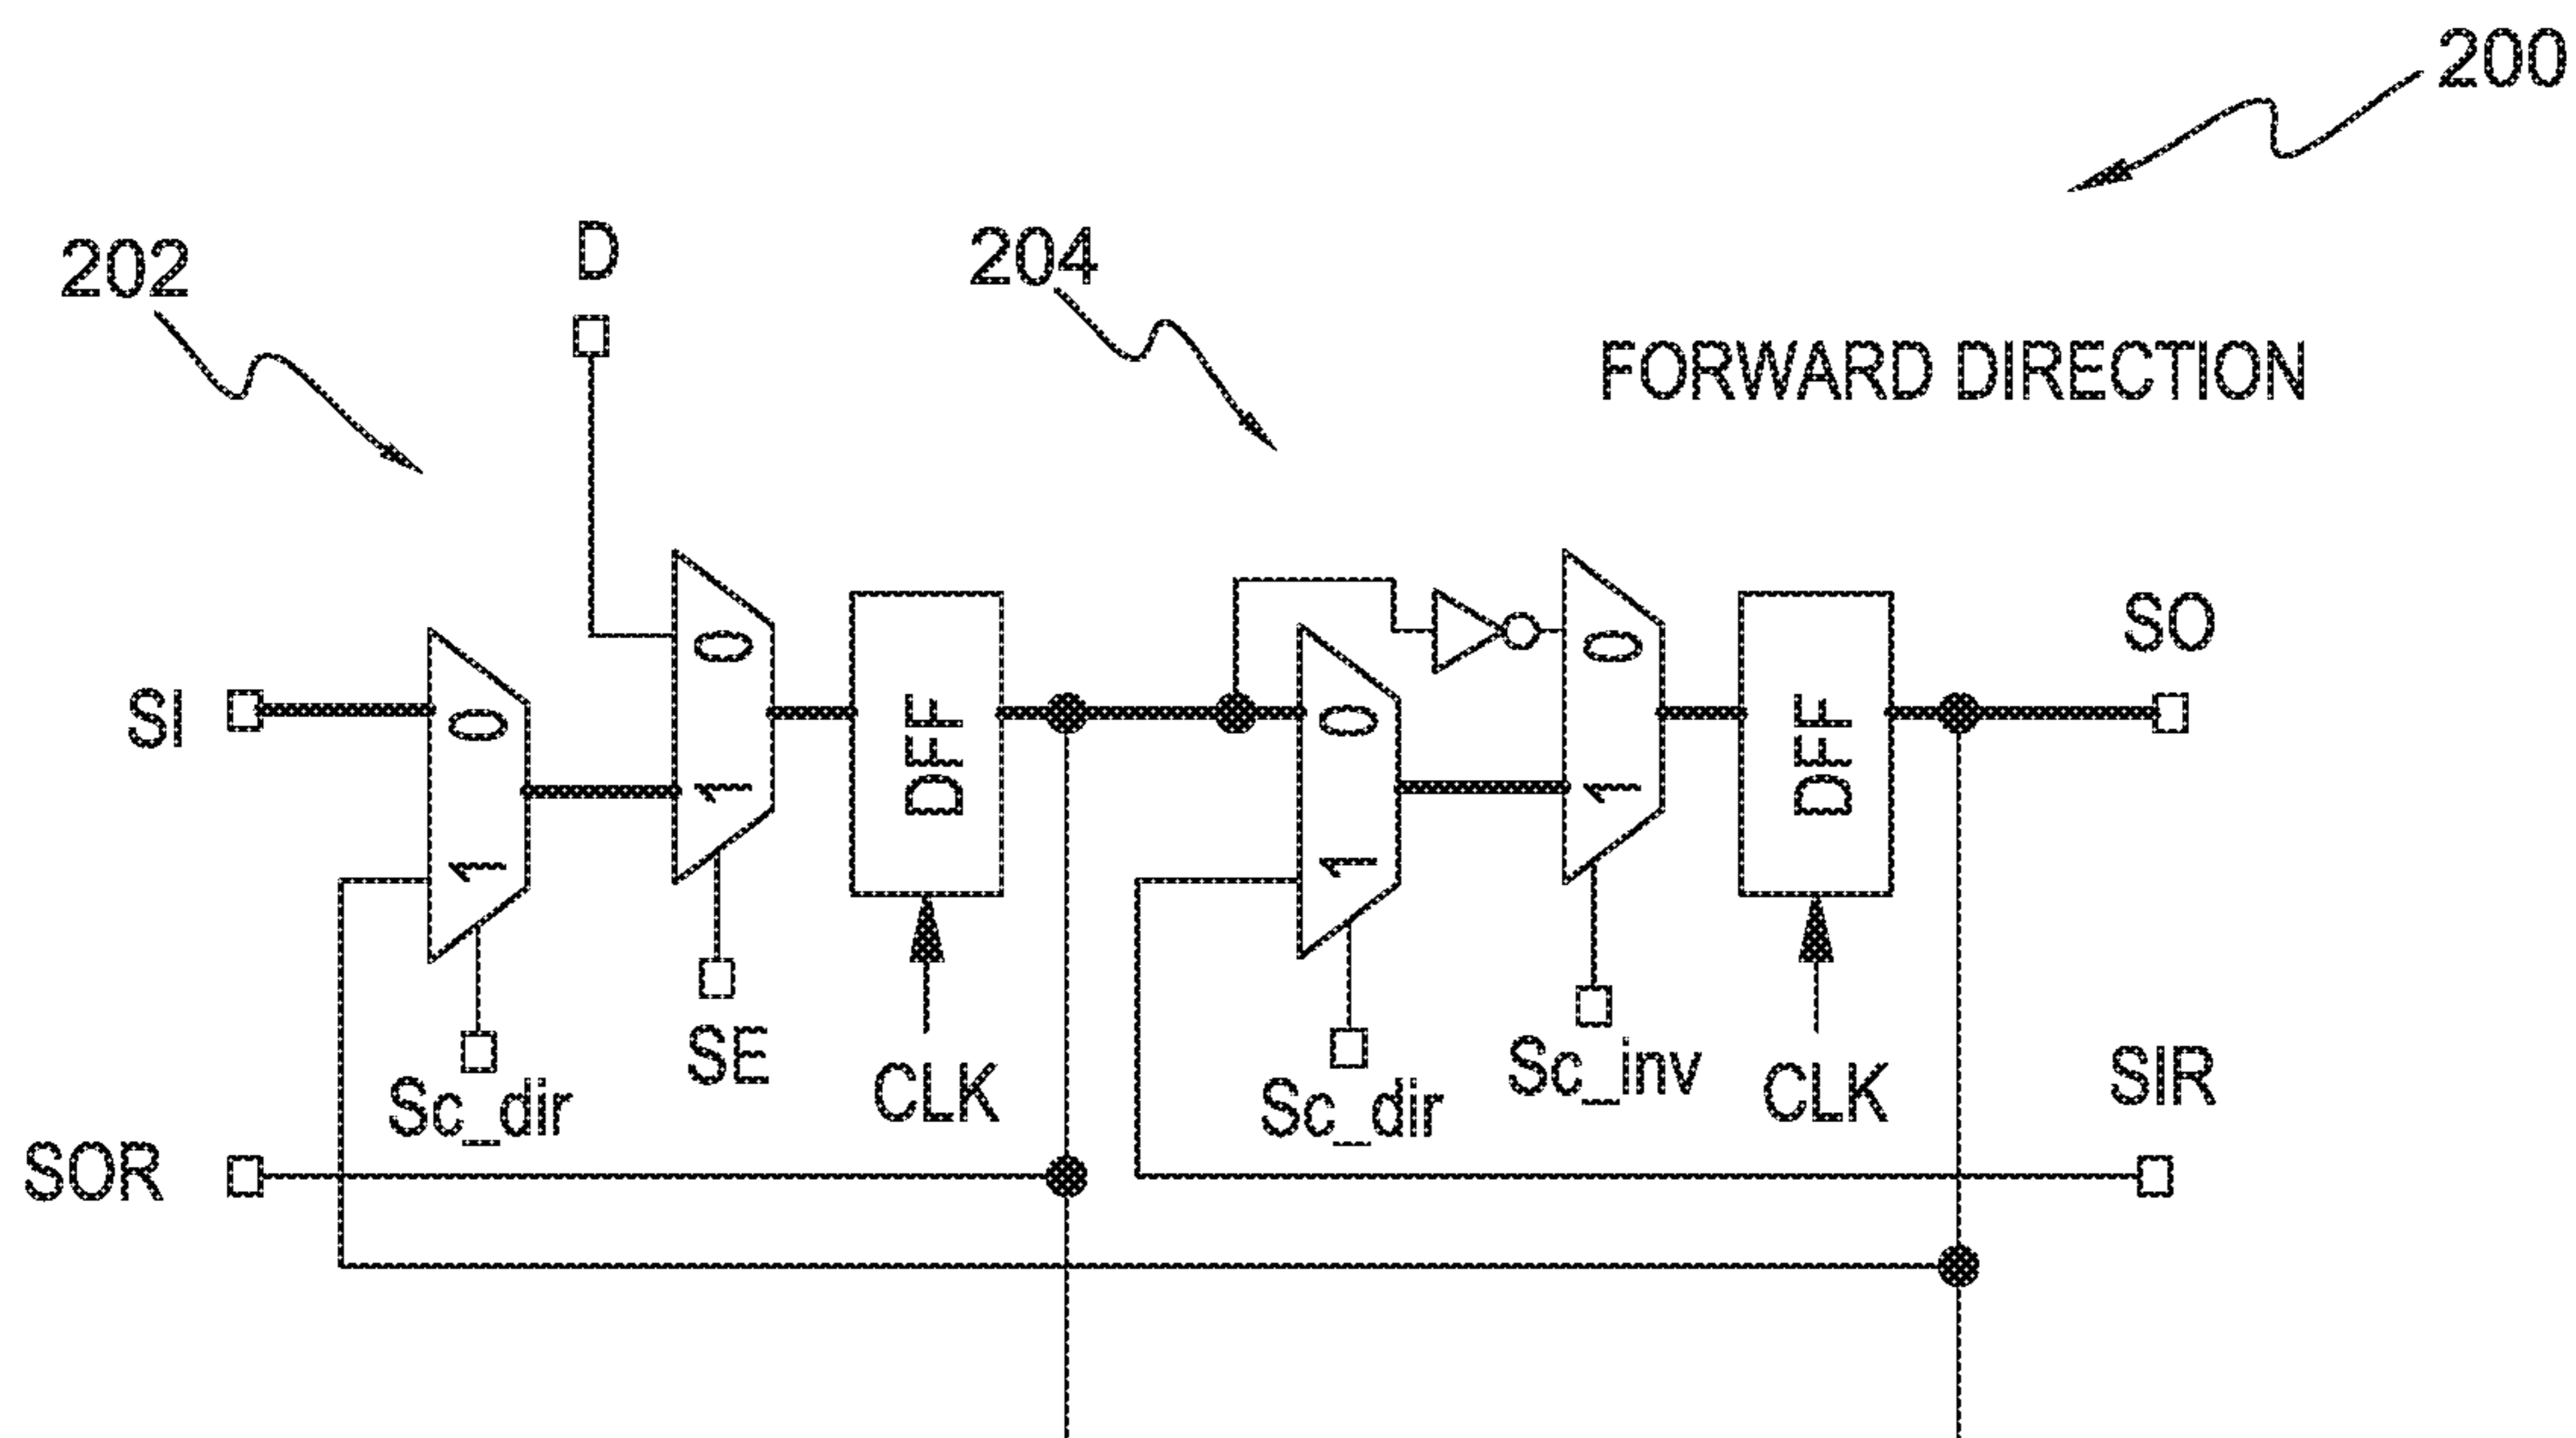 200
202
D
204
FORWARD DIRECTION
SI
0
1
0
1
DFF
0
1
0
1
DFF
SO
Sc_dir
SE
CLK
Sc_dir
Sc_inv
CLK
SIR
SOR